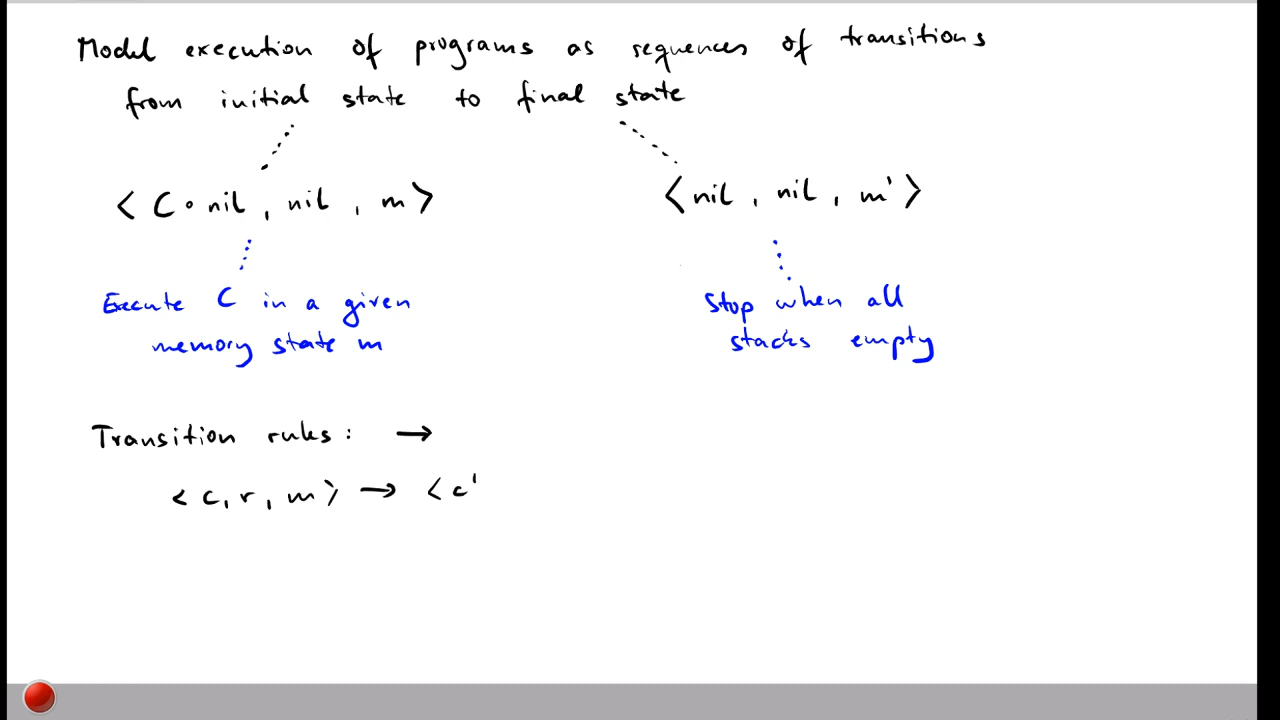 Model execution of programs as sequences of transitions
from initial state to final state
< C ∘ nil , nil , m >
< nil , nil , m' >
Execute C in a given
memory state m
Stop when all
stacks empty
Transition rules: →
< c, r, m > → < c'